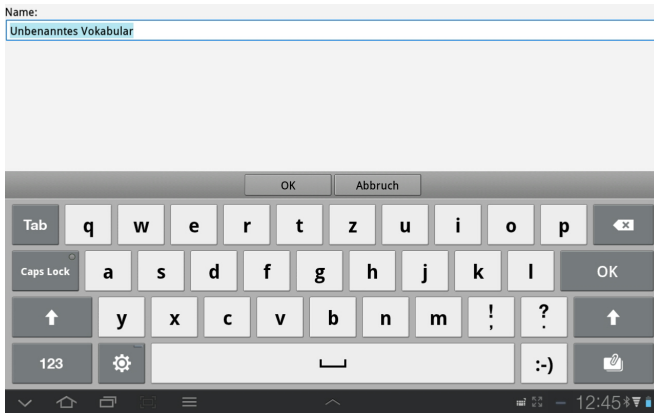 Name:
Unbenanntes Vokabular
OK Abbruch
Tab q w e r t z u i o p
Caps Lock a s d f g h j k l OK
y x c v b n m ! , ? .
123 :-)
12:45